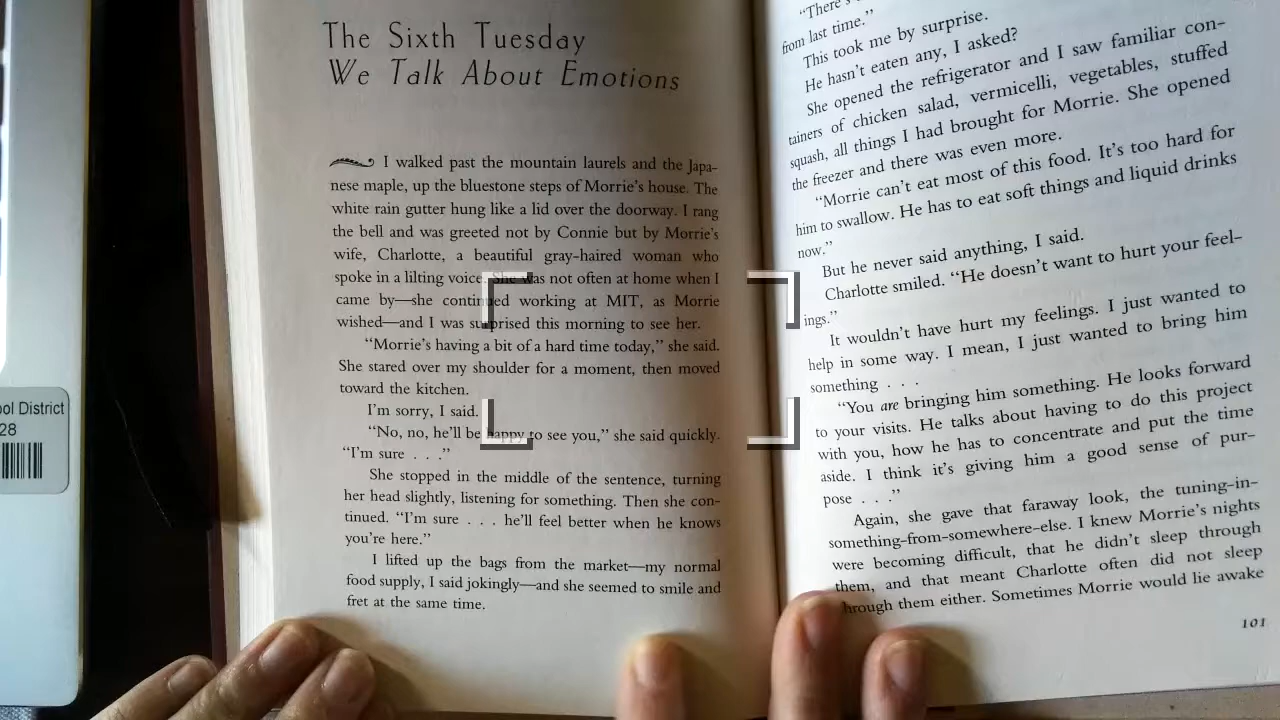 ool District
28
The Sixth Tuesday
We Talk About Emotions
I walked past the mountain laurels and the Japa-
nese maple, up the bluestone steps of Morrie's house. The
white rain gutter hung like a lid over the doorway. I rang
the bell and was greeted not by Connie but by Morrie's
wife, Charlotte, a beautiful gray-haired woman who
spoke in a lilting voice. She was not often at home when I
came by—she continued working at MIT, as Morrie
wished—and I was surprised this morning to see her.
"Morrie's having a bit of a hard time today," she said.
She stared over my shoulder for a moment, then moved
toward the kitchen.
I'm sorry, I said.
"No, no, he'll be happy to see you," she said quickly.
"I'm sure . . ."
She stopped in the middle of the sentence, turning
her head slightly, listening for something. Then she con-
tinued. "I'm sure . . . he'll feel better when he knows
you're here."
I lifted up the bags from the market—my normal
food supply, I said jokingly—and she seemed to smile and
fret at the same time.
"There's
from last time."
This took me by surprise.
He hasn't eaten any, I asked?
She opened the refrigerator and I saw familiar con-
tainers of chicken salad, vermicelli, vegetables, stuffed
squash, all things I had brought for Morrie. She opened
the freezer and there was even more.
"Morrie can't eat most of this food. It's too hard for
him to swallow. He has to eat soft things and liquid drinks
now."
But he never said anything, I said.
Charlotte smiled. "He doesn't want to hurt your feel-
ings."
It wouldn't have hurt my feelings. I just wanted to
help in some way. I mean, I just wanted to bring him
something . . .
"You are bringing him something. He looks forward
to your visits. He talks about having to do this project
with you, how he has to concentrate and put the time
aside. I think it's giving him a good sense of pur-
pose . . ."
Again, she gave that faraway look, the tuning-in-
something-from-somewhere-else. I knew Morrie's nights
were becoming difficult, that he didn't sleep through
them, and that meant Charlotte often did not sleep
through them either. Sometimes Morrie would lie awake
101